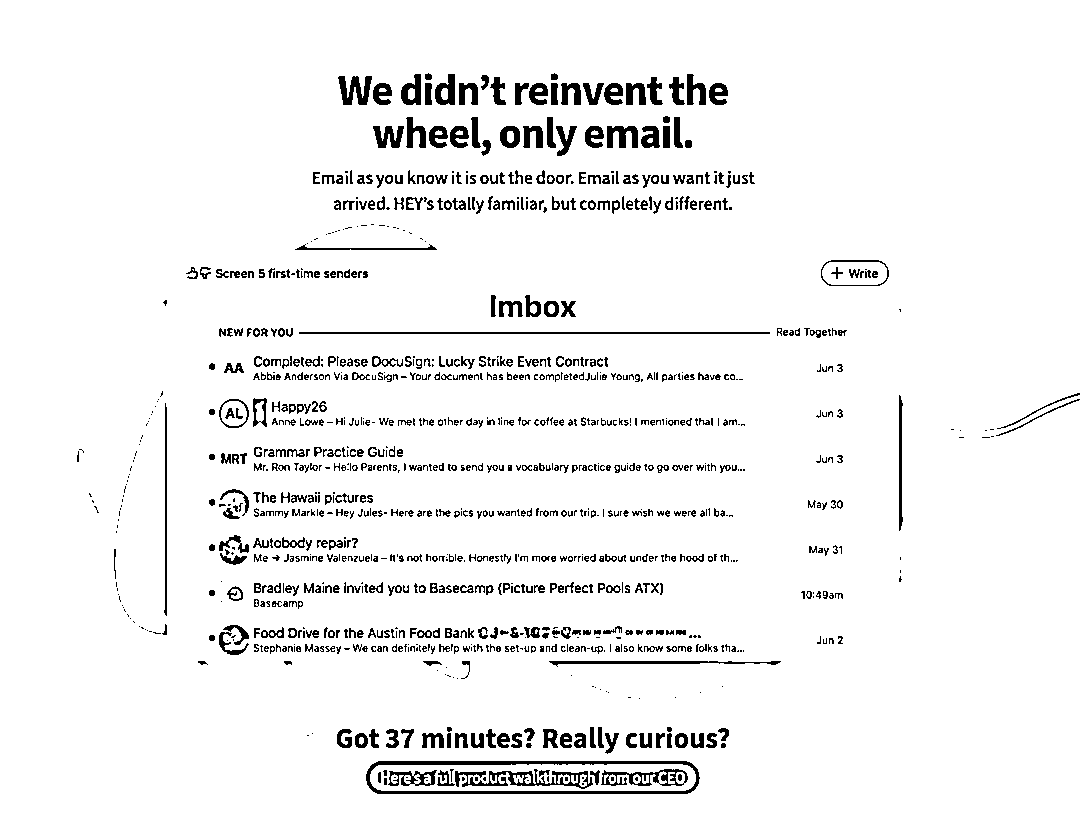 We didn't reinvent the
wheel, only email.
Email as you know it is out the door. Email as you want it just
arrived. HEY's totally familiar, but completely different.
Screen 5 first-time senders
+ Write
Imbox
NEW FOR YOU
Read Together
AA Completed: Please DocuSign: Lucky Strike Event Contract
Abbie Anderson Via DocuSign – Your document has been completedJulie Young, All parties have co...
Jun 3
AL Happy26
Anne Lowe – Hi Julie- We met the other day in line for coffee at Starbucks! I mentioned that I am...
Jun 3
MRT Grammar Practice Guide
Mr. Ron Taylor – Hello Parents, I wanted to send you a vocabulary practice guide to go over with you...
Jun 3
The Hawaii pictures
Sammy Markle – Hey Jules- Here are the pics you wanted from our trip. I sure wish we were all ba...
May 30
Autobody repair?
Me → Jasmine Valenzuela – It's not horrible. Honestly I'm more worried about under the hood of th...
May 31
Bradley Maine invited you to Basecamp (Picture Perfect Pools ATX)
Basecamp
10:49am
Food Drive for the Austin Food Bank
Stephanie Massey – We can definitely help with the set-up and clean-up. I also know some folks tha...
Jun 2
Got 37 minutes? Really curious?
Here's a full product walkthrough from our CEO